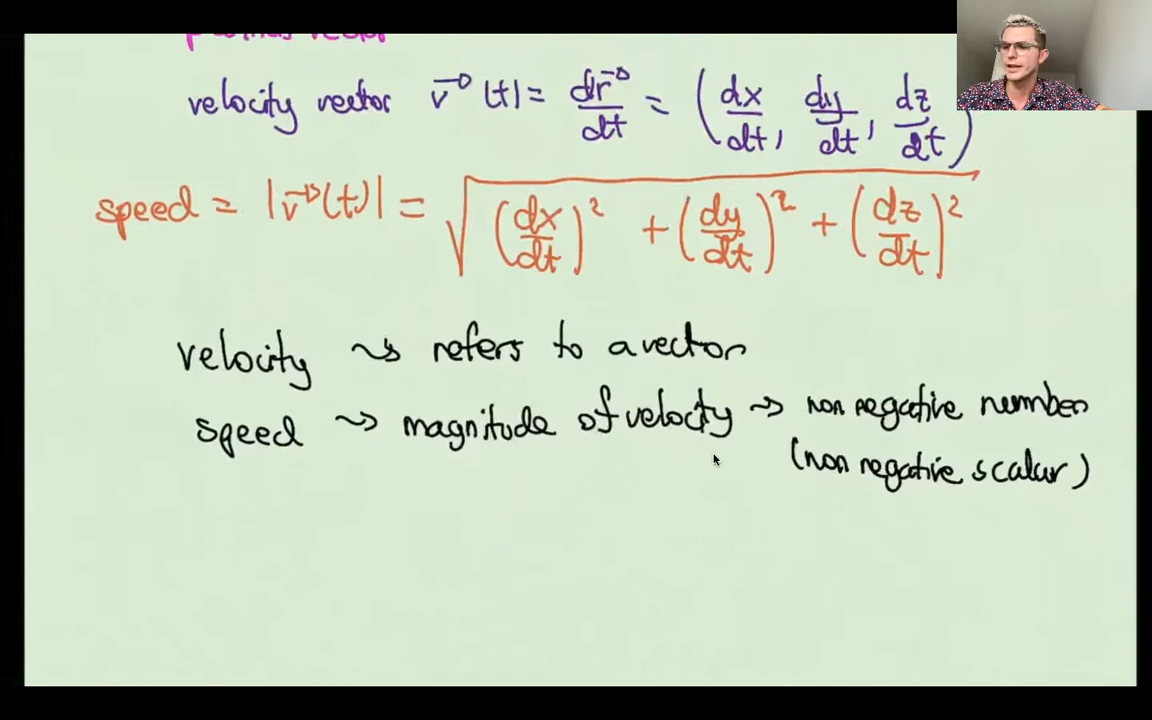 velocity vector v⃗(t) = dr⃗/dt = (dx/dt, dy/dt, dz/dt)
speed = |v⃗(t)| = √((dx/dt)² + (dy/dt)² + (dz/dt)²)
velocity ⇝ refers to a vector
speed ⇝ magnitude of velocity → non negative number
(non negative scalar)